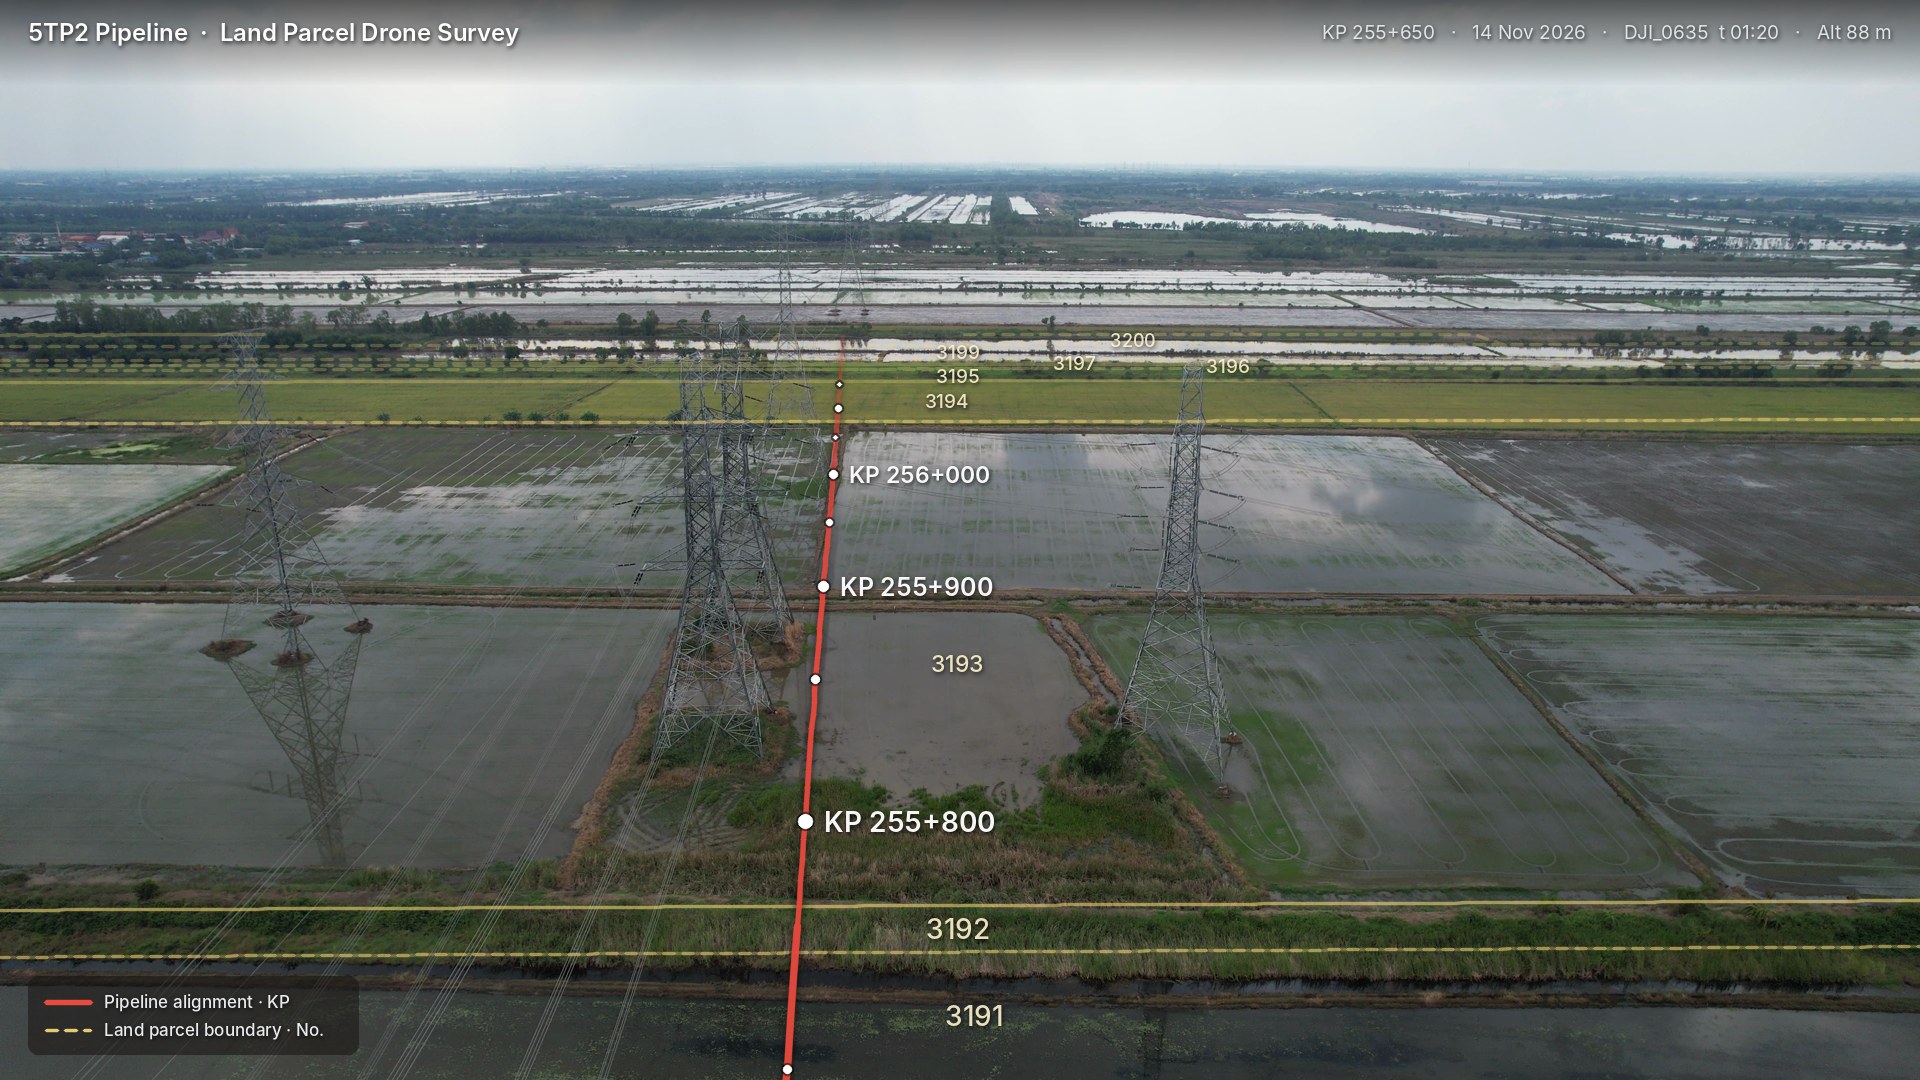 5TP2 Pipeline · Land Parcel Drone Survey
KP 255+650 · 14 Nov 2026 · DJI_0635 t 01:20 · Alt 88 m
3200
3199
3197
3196
3195
3194
KP 256+000
KP 255+900
3193
KP 255+800
3192
3191
Pipeline alignment · KP
Land parcel boundary · No.